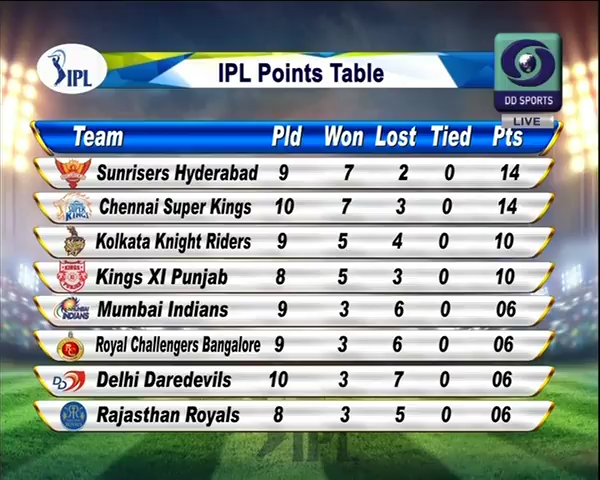 IPL
IPL Points Table
DD SPORTS
LIVE
Team Pld Won Lost Tied Pts
Sunrisers Hyderabad 9 7 2 0 14
Chennai Super Kings 10 7 3 0 14
Kolkata Knight Riders 9 5 4 0 10
Kings XI Punjab 8 5 3 0 10
Mumbai Indians 9 3 6 0 06
Royal Challengers Bangalore 9 3 6 0 06
Delhi Daredevils 10 3 7 0 06
Rajasthan Royals 8 3 5 0 06
IPL